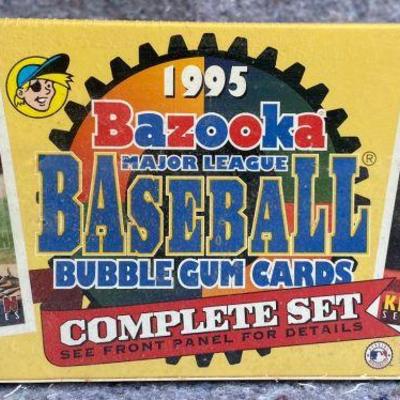 1995
Bazooka
MAJOR LEAGUE
BASEBALL®
BUBBLE GUM CARDS
COMPLETE SET
SEE FRONT PANEL FOR DETAILS